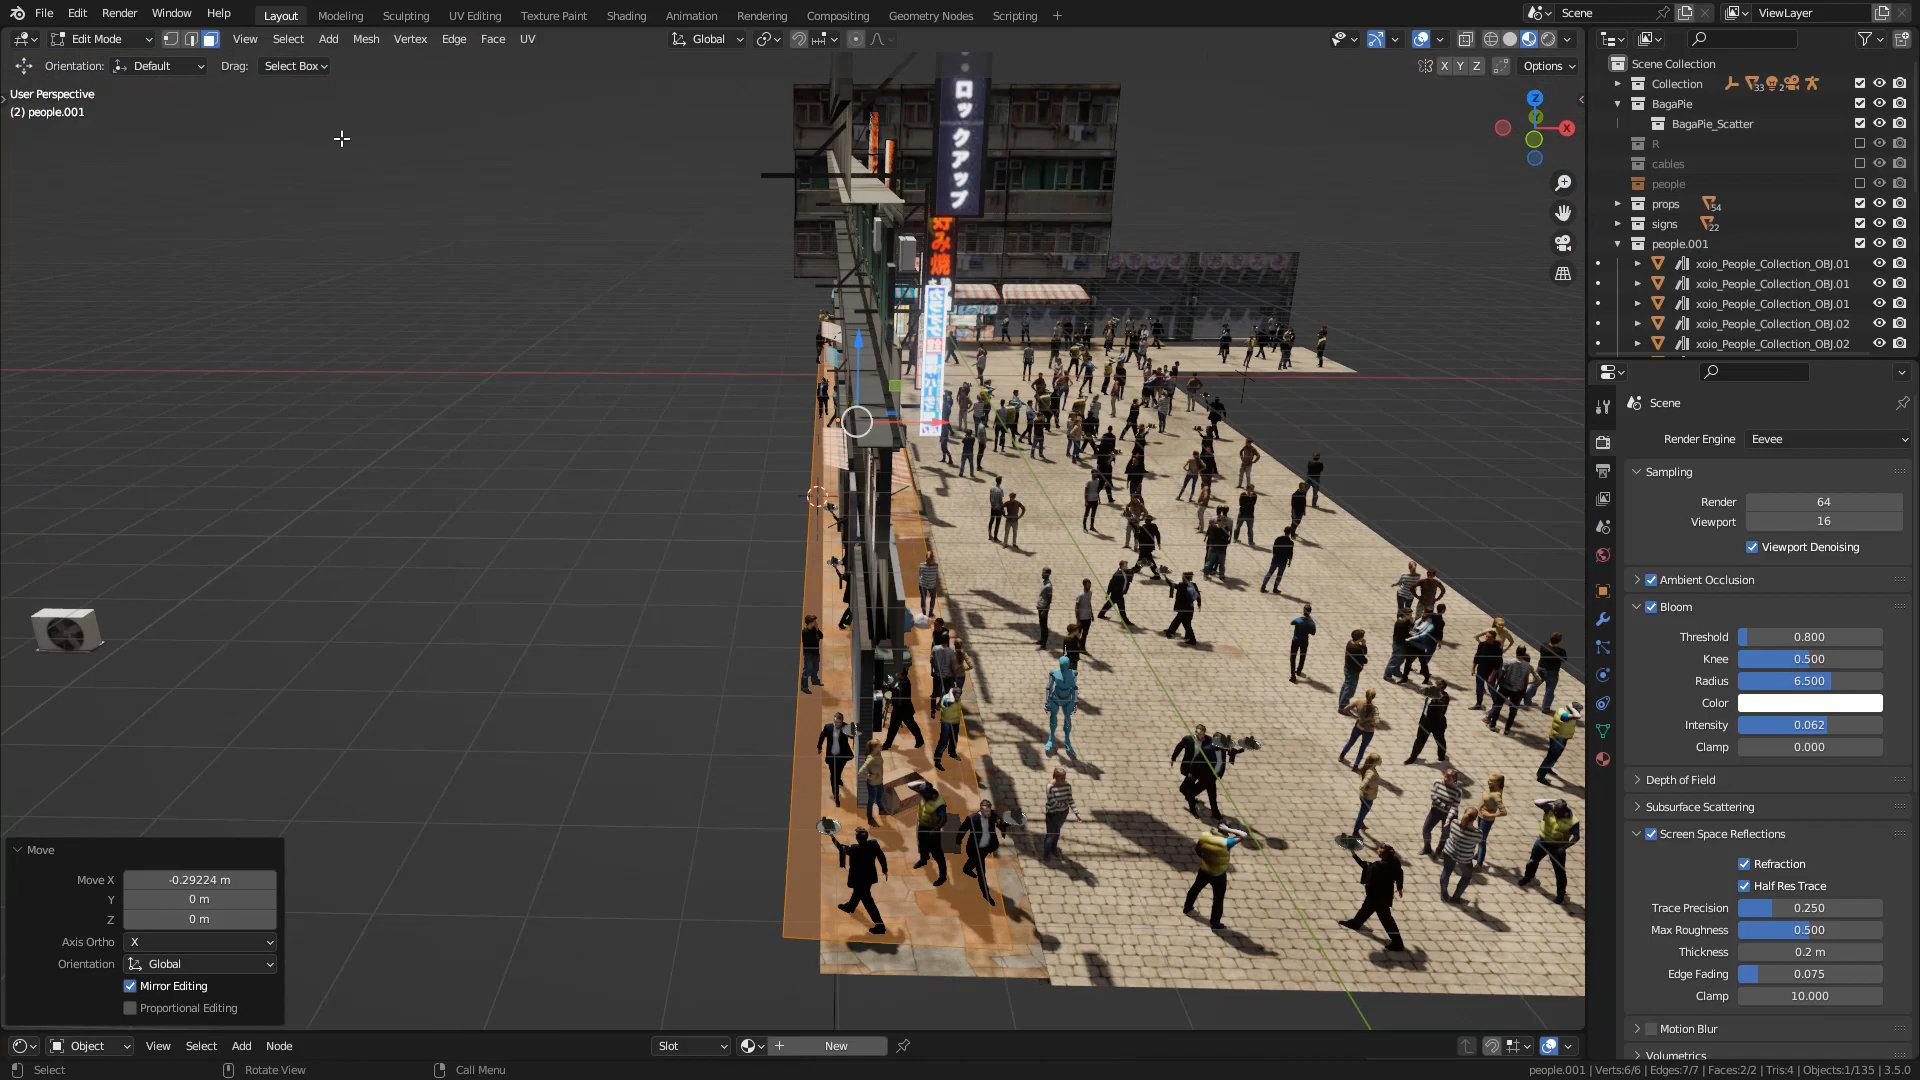 File Edit Render Window Help Layout Modeling Sculpting UV Editing Texture Paint Shading Animation Rendering Compositing Geometry Nodes Scripting + Scene ViewLayer
Edit Mode View Select Add Mesh Vertex Edge Face UV Global
Orientation: Default Drag: Select Box X Y Z Options
User Perspective
(2) people.001
ロックアップ
好み焼
Z
X
Scene Collection
Collection 33 2
BagaPie
BagaPie_Scatter
R
cables
people
props 54
signs 22
people.001
xoio_People_Collection_OBJ.01
xoio_People_Collection_OBJ.01
xoio_People_Collection_OBJ.01
xoio_People_Collection_OBJ.02
xoio_People_Collection_OBJ.02
Scene
Render Engine Eevee
Sampling
Render 64
Viewport 16
Viewport Denoising
Ambient Occlusion
Bloom
Threshold 0.800
Knee 0.500
Radius 6.500
Color
Intensity 0.062
Clamp 0.000
Depth of Field
Subsurface Scattering
Screen Space Reflections
Refraction
Half Res Trace
Trace Precision 0.250
Max Roughness 0.500
Thickness 0.2 m
Edge Fading 0.075
Clamp 10.000
Motion Blur
Volumetrics
Move
Move X -0.29224 m
Y 0 m
Z 0 m
Axis Ortho X
Orientation Global
Mirror Editing
Proportional Editing
Object View Select Add Node Slot New
Select Rotate View Call Menu people.001 | Verts:6/6 | Edges:7/7 | Faces:2/2 | Tris:4 | Objects:1/135 | 3.5.0